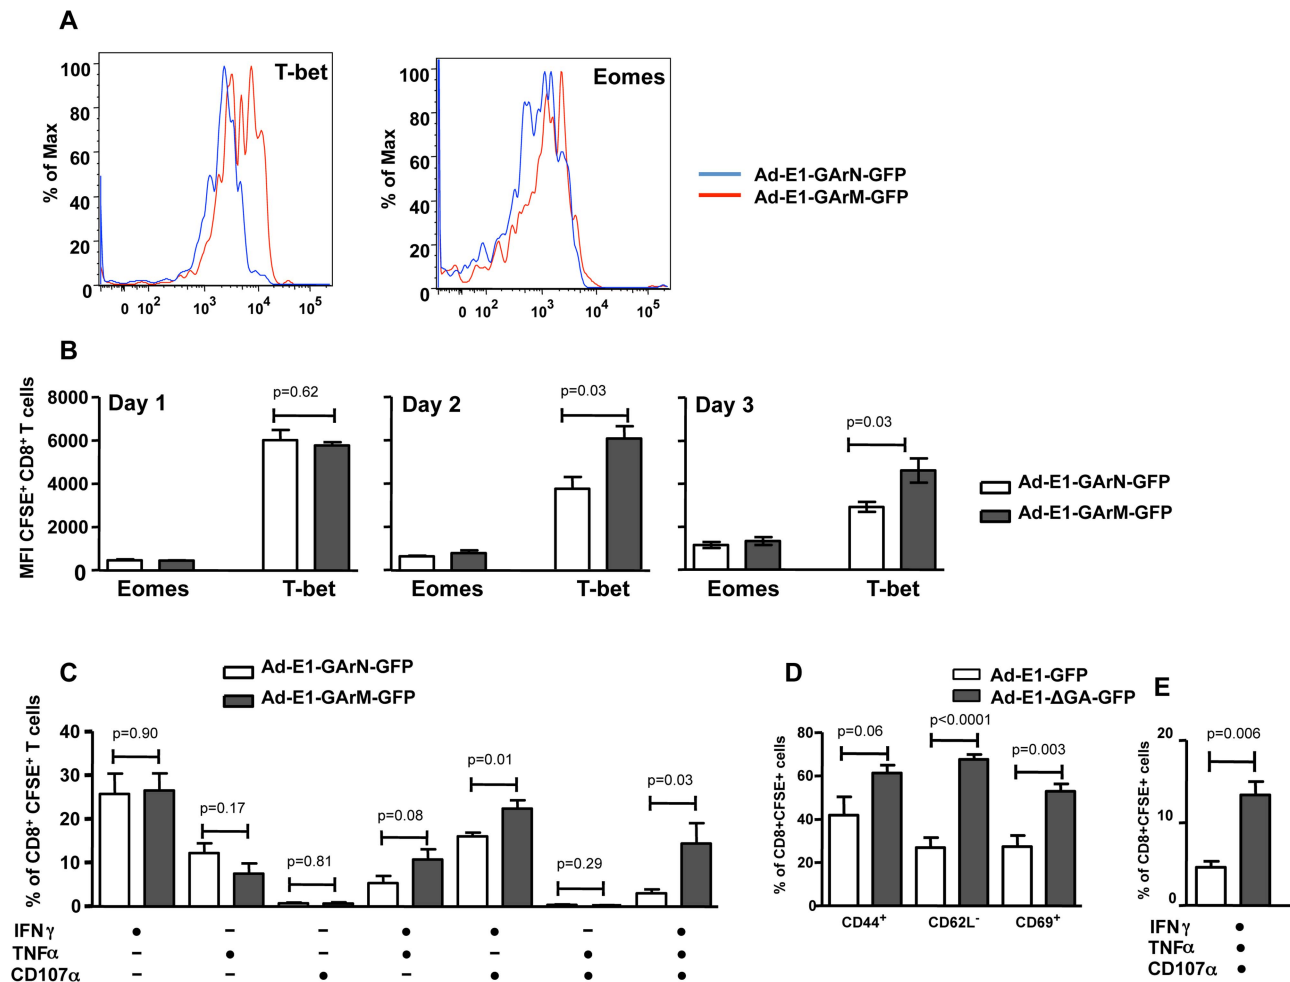 A
T-bet
% of Max
100
80
60
40
20
0
0 10² 10³ 10⁴ 10⁵
Eomes
% of Max
100
80
60
40
20
0
0 10² 10³ 10⁴ 10⁵
Ad-E1-GArN-GFP
Ad-E1-GArM-GFP
B
MFI CFSE⁺ CD8⁺ T cells
8000
6000
4000
2000
0
Day 1
p=0.62
Eomes T-bet
Day 2
p=0.03
Eomes T-bet
Day 3
p=0.03
Eomes T-bet
Ad-E1-GArN-GFP
Ad-E1-GArM-GFP
C
Ad-E1-GArN-GFP
Ad-E1-GArM-GFP
% of CD8⁺ CFSE⁺ T cells
40
30
20
10
0
p=0.90
p=0.17
p=0.81
p=0.08
p=0.01
p=0.29
p=0.03
IFNγ ● – – ● ● – ●
TNFα – ● – ● – ● ●
CD107α – – ● – ● ● ●
D
Ad-E1-GFP
Ad-E1-ΔGA-GFP
% of CD8+CFSE+ cells
80
60
40
20
0
p=0.06
p<0.0001
p=0.003
CD44⁺ CD62L⁻ CD69⁺
E
% of CD8+CFSE+ cells
20
10
0
p=0.006
IFNγ ●
TNFα ●
CD107α ●